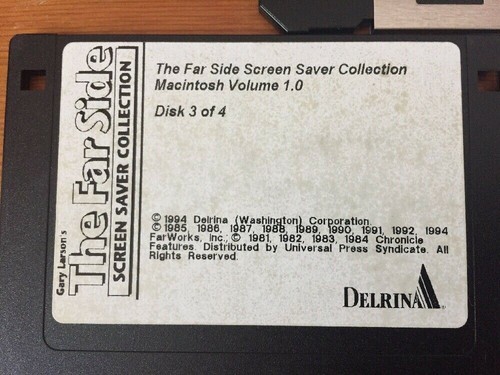 Gary Larson's
The Far Side
SCREEN SAVER COLLECTION
The Far Side Screen Saver Collection
Macintosh Volume 1.0
Disk 3 of 4
© 1994 Delrina (Washington) Corporation.
© 1985, 1986, 1987, 1988, 1989, 1990, 1991, 1992, 1994
FarWorks, Inc.; © 1981, 1982, 1983, 1984 Chronicle
Features. Distributed by Universal Press Syndicate. All
Rights Reserved.
DELRINA